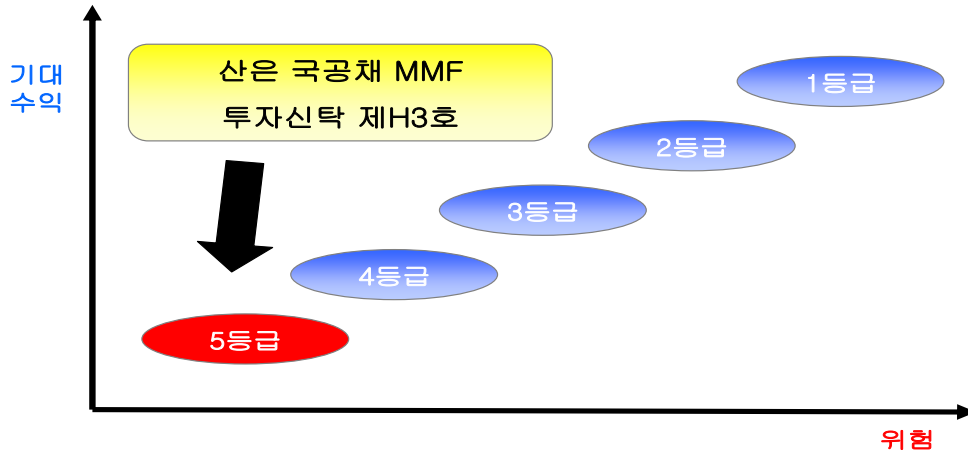 기대
수익
산은 국공채 MMF
투자신탁 제H3호
1등급
2등급
3등급
4등급
5등급
위험